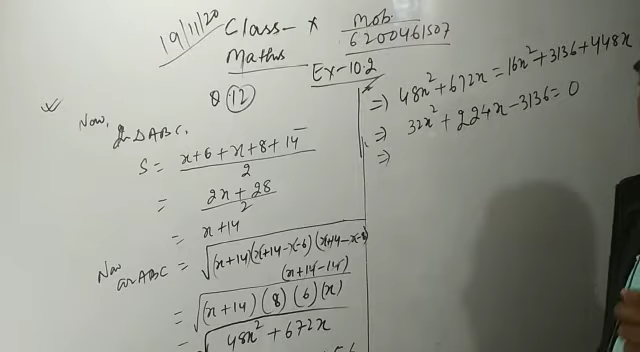 19/11/20 Class-X Mob.
Maths 6200461507
Ex-10.2
Q (12)
Now, In ΔABC.
S = x+6+x+8+14 / 2
= 2x+28 / 2
= x+14
Now ar ABC = √(x+14)(x+14-x-6)(x+14-x-8)
(x+14-14)
= √(x+14)(8)(6)(x)
= √48x²+672x
⇒ 48x²+672x = 16x²+3136+448x
⇒ 32x²+224x-3136=0
⇒